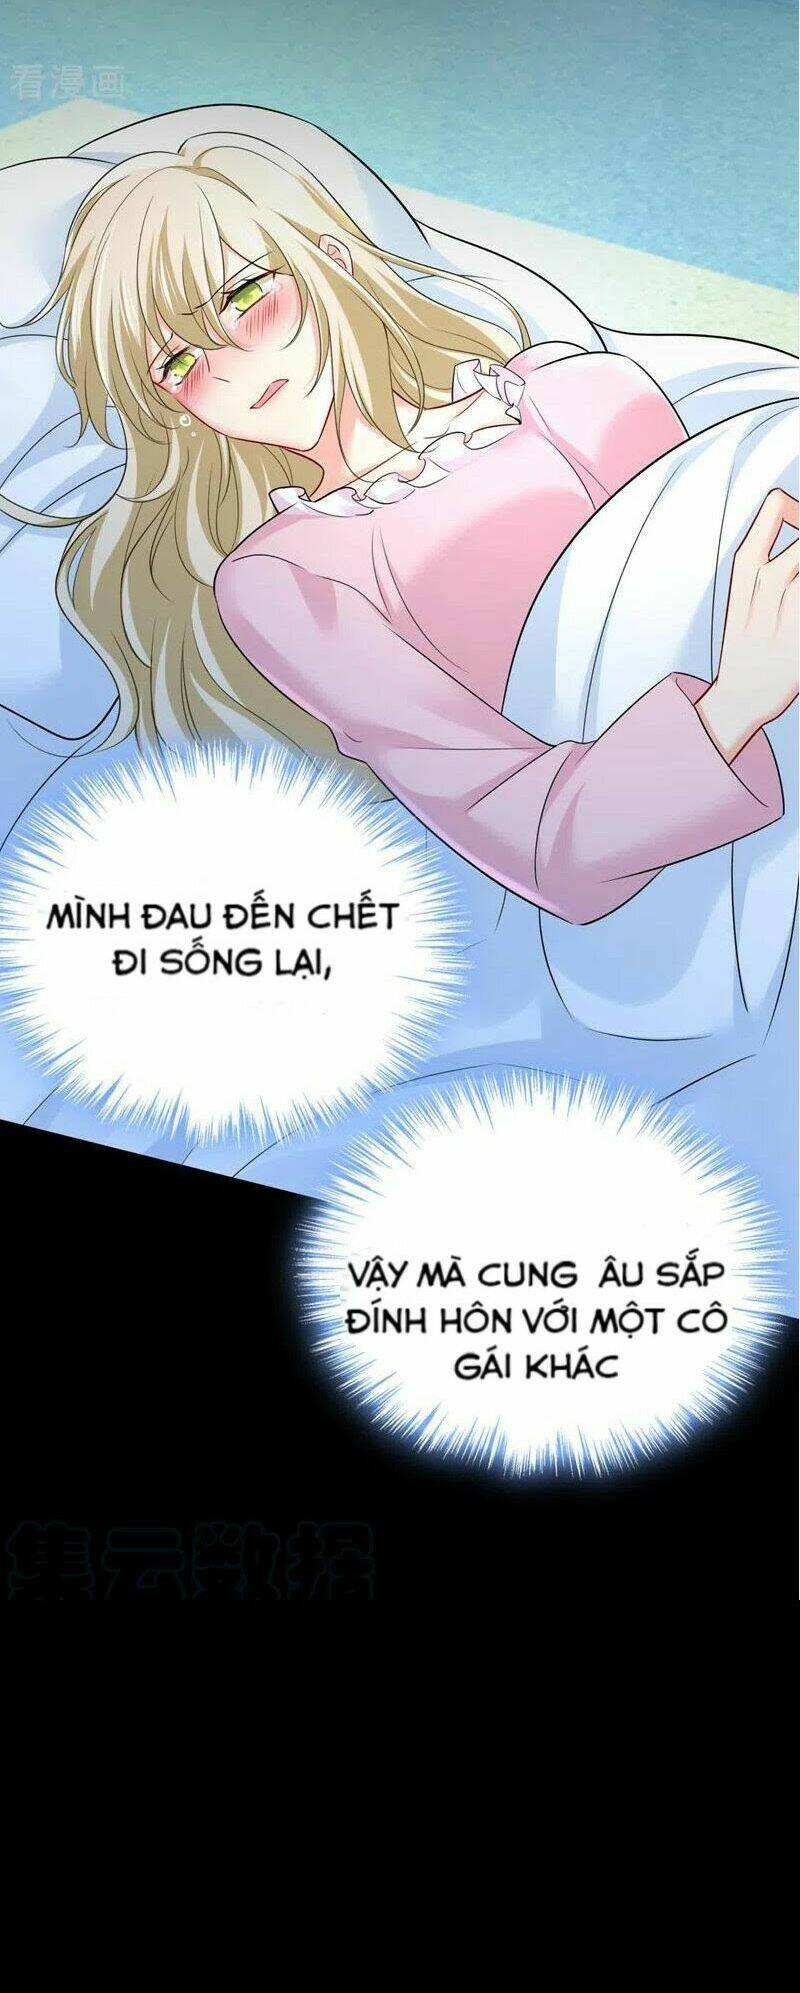 看漫画
MÌNH ĐAU ĐẾN CHẾT
ĐI SỐNG LẠI,
VẬY MÀ CUNG ÂU SẮP
ĐÍNH HÔN VỚI MỘT CÔ
GÁI KHÁC
集云数据